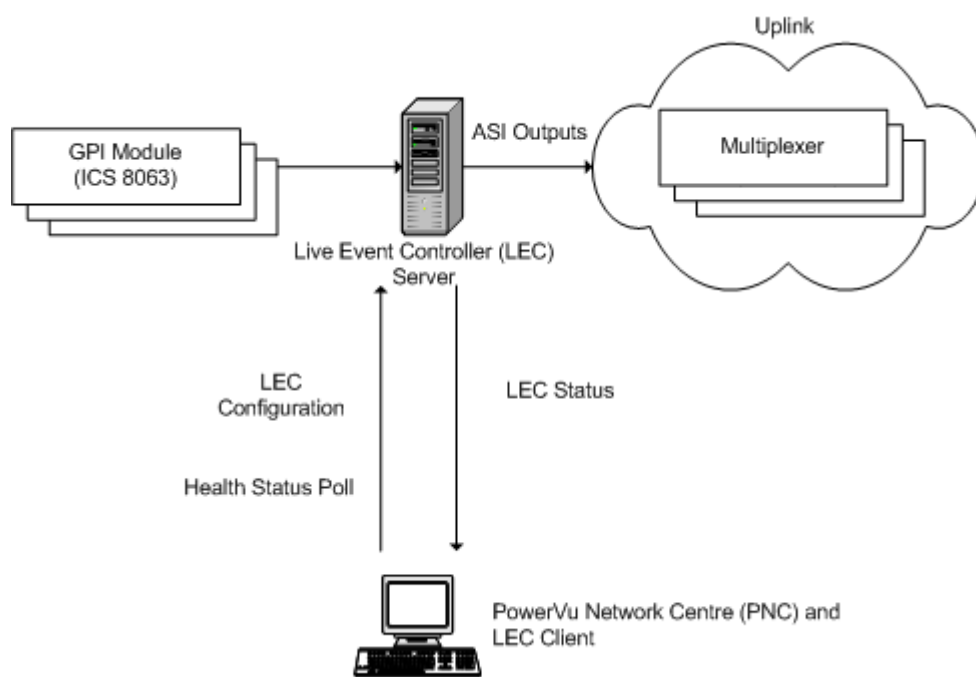 Uplink
GPI Module
(ICS 8063)
ASI Outputs
Multiplexer
Live Event Controller (LEC)
Server
LEC
Configuration
LEC Status
Health Status Poll
PowerVu Network Centre (PNC) and
LEC Client